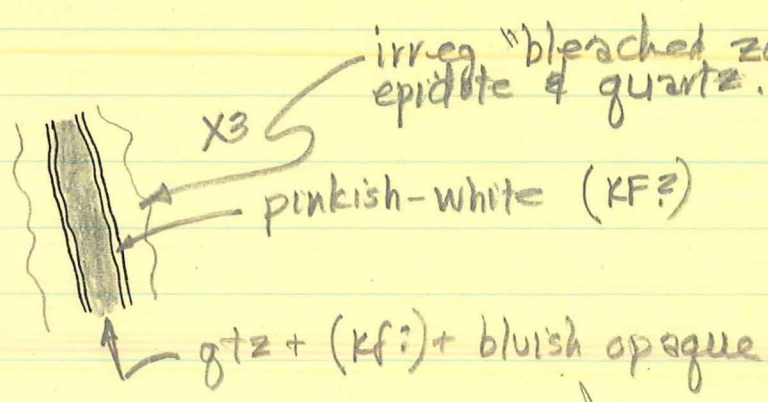 irreg "bleached
epidote & quartz.
X3
pinkish-white (KF?)
qtz + (Kf?) + bluish opaque